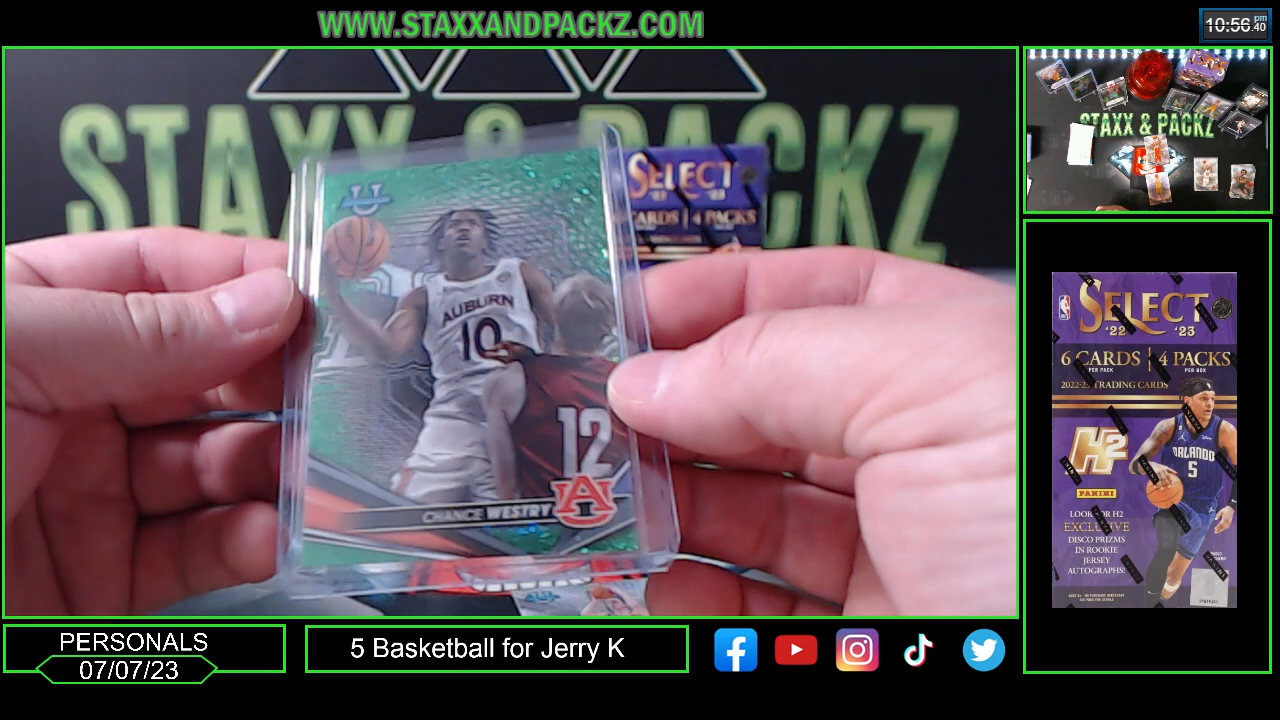 WWW.STAXXANDPACKZ.COM
10:56 pm .40
STAXX & PACKZ
SELECT
CARDS | 4 PACKS
U
AUBURN
10
12
CHANCE WESTRY
AU
STAXX & PACKZ
SELECT
'22 '23
6 CARDS | 4 PACKS
PER PACK PER BOX
2022-23 TRADING CARDS
H2
PANINI
ORLANDO
5
LOOK FOR H2
EXCLUSIVE
DISCO PRIZMS
IN ROOKIE
JERSEY
AUTOGRAPHS!
PERSONALS
07/07/23
5 Basketball for Jerry K